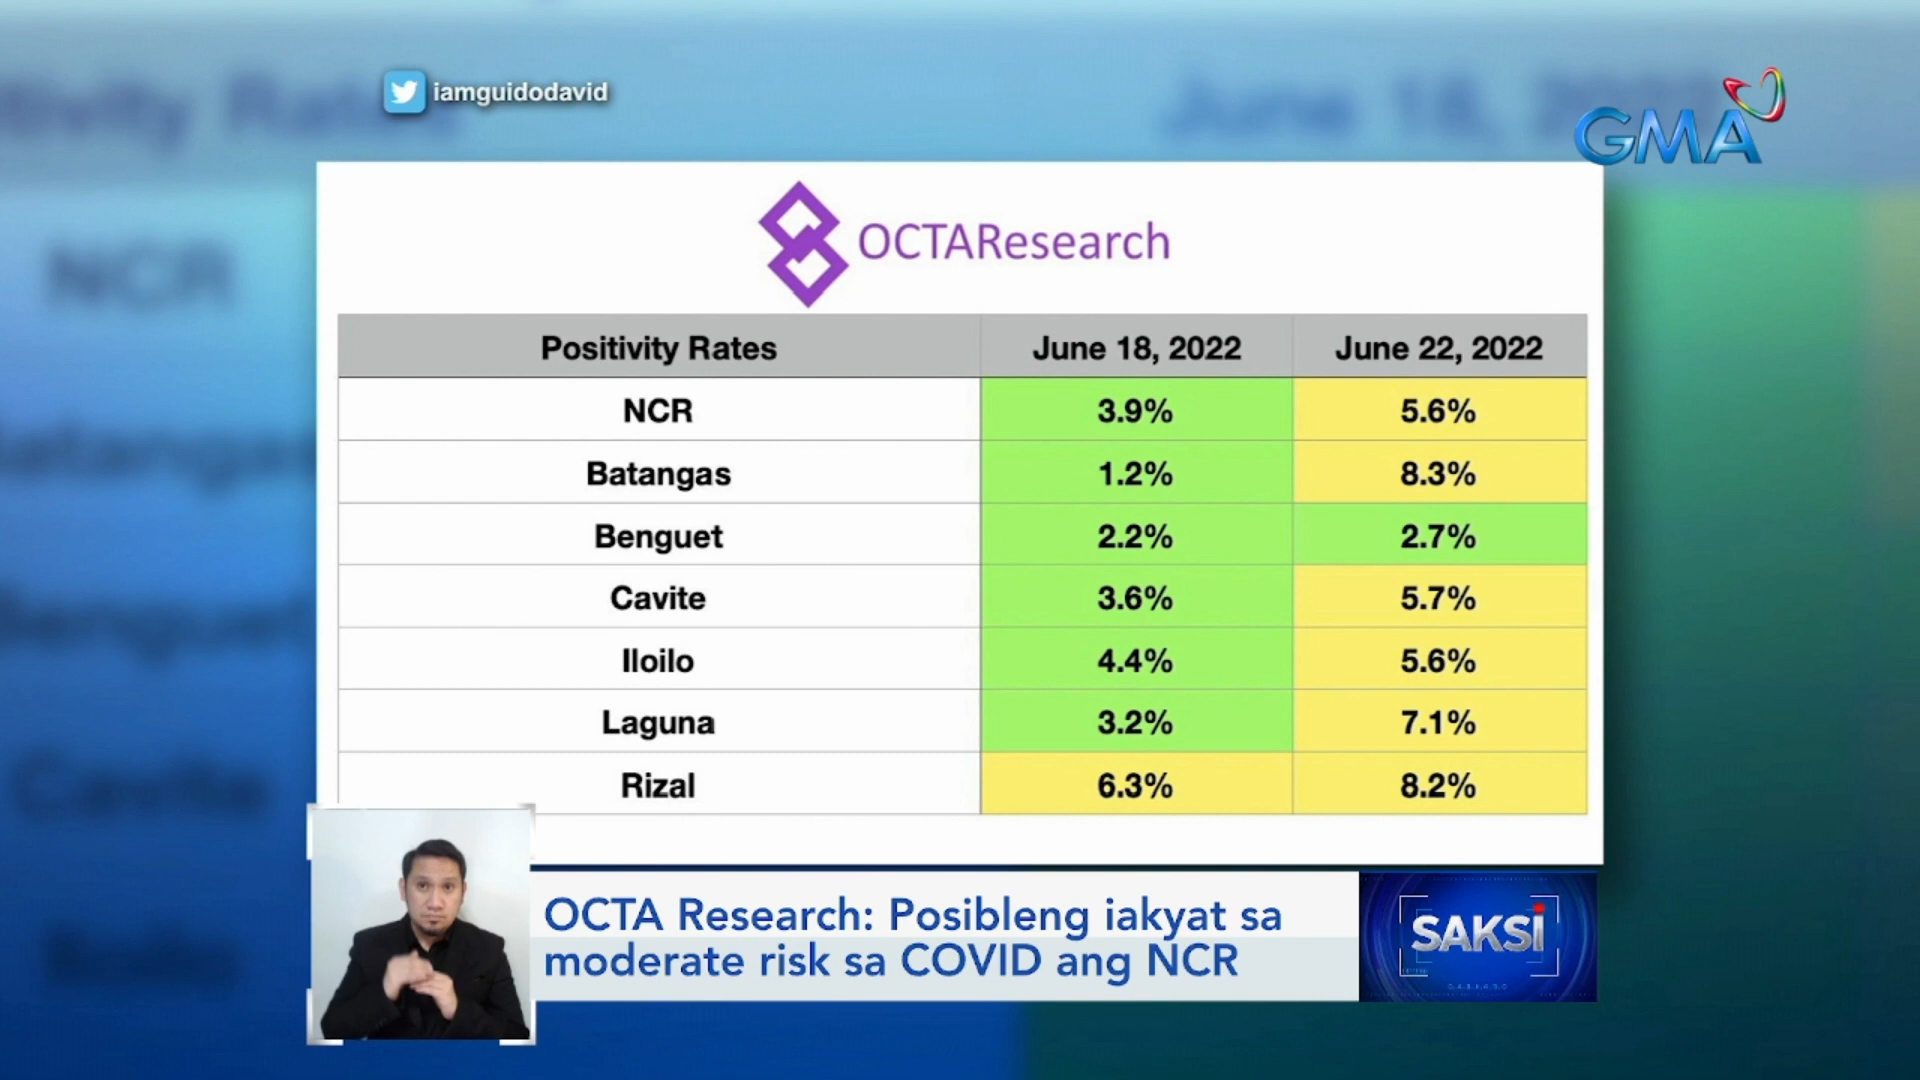 iamguidodavid
GMA
OCTAResearch
Positivity Rates June 18, 2022 June 22, 2022
NCR 3.9% 5.6%
Batangas 1.2% 8.3%
Benguet 2.2% 2.7%
Cavite 3.6% 5.7%
Iloilo 4.4% 5.6%
Laguna 3.2% 7.1%
Rizal 6.3% 8.2%
OCTA Research: Posibleng iakyat sa
moderate risk sa COVID ang NCR
SAKSI